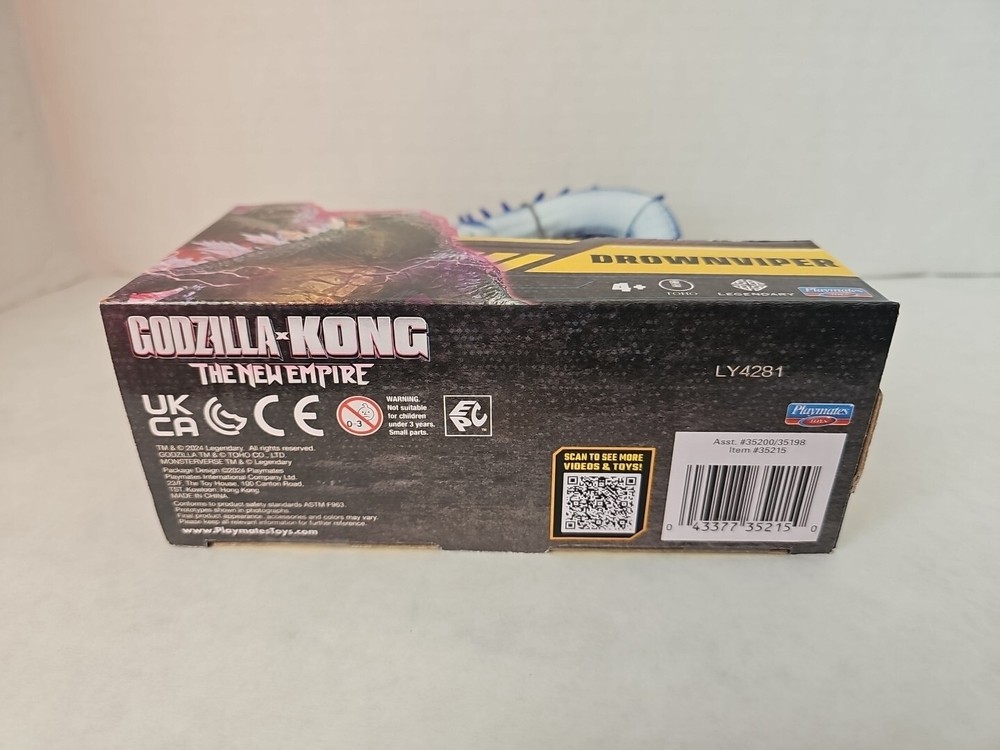 DROWNVIPER
4+
TOHO
LEGENDARY
Playmates
GODZILLA x KONG
THE NEW EMPIRE
LY4281
UK
CA
CE
0-3
WARNING.
Not suitable
for children
under 3 years.
Small parts.
EPC
Playmates
TOYS
TM & © 2024 Legendary. All rights reserved.
GODZILLA TM & © TOHO CO., LTD.
MONSTERVERSE TM & © Legendary
Package Design ©2024 Playmates
Playmates International Company Ltd.
23/F, The Toy House, 100 Canton Road,
TST, Kowloon, Hong Kong
MADE IN CHINA
Conforms to product safety standards ASTM F963.
Prototypes shown in photographs.
Final product appearance, accessories and colors may vary.
Please keep all relevant information for further reference.
www.PlaymatesToys.com
SCAN TO SEE MORE
VIDEOS & TOYS!
Asst. #35200/35198
Item #35215
0 43377 35215 0